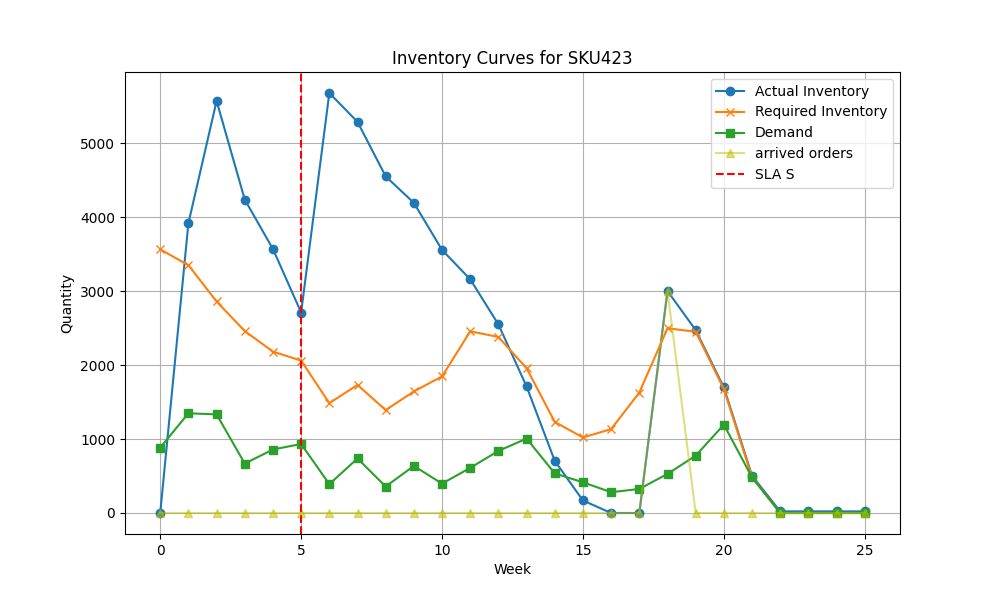 Inventory Curves for SKU423
Actual Inventory
Required Inventory
Demand
arrived orders
SLA S
Quantity
5000
4000
3000
2000
1000
0
0 5 10 15 20 25
Week